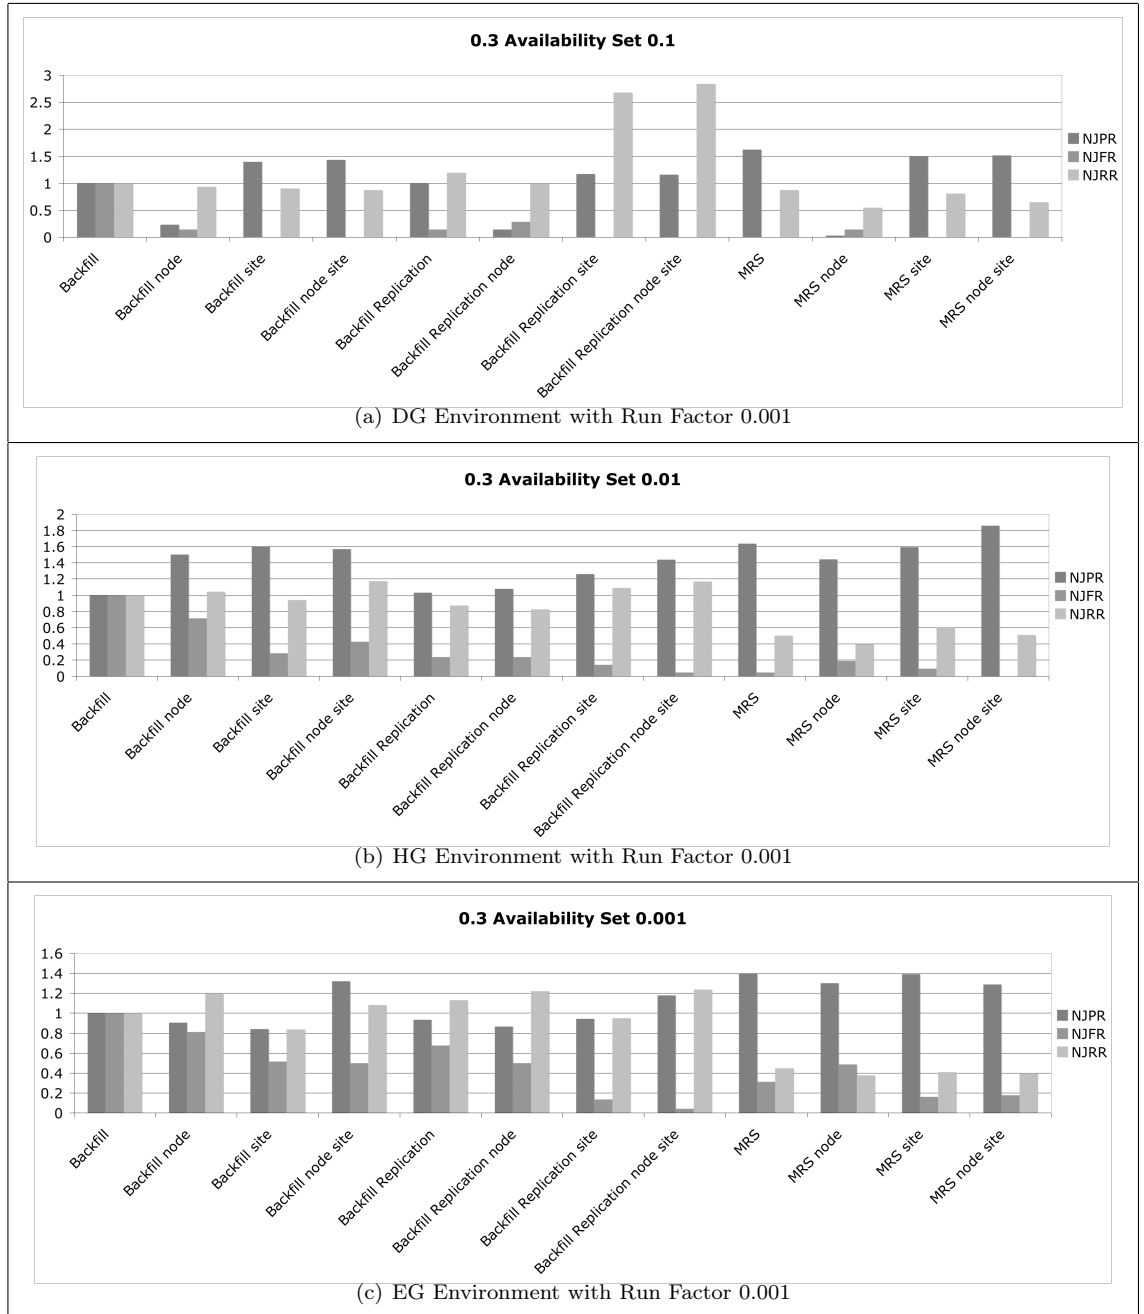 0.3 Availability Set 0.1
3
2.5
2
1.5
1
0.5
0
NJPR
NJFR
NJRR
Backfill
Backfill node
Backfill site
Backfill node site
Backfill Replication
Backfill Replication node
Backfill Replication site
Backfill Replication node site
MRS
MRS node
MRS site
MRS node site
(a) DG Environment with Run Factor 0.001
0.3 Availability Set 0.01
2
1.8
1.6
1.4
1.2
1
0.8
0.6
0.4
0.2
0
NJPR
NJFR
NJRR
Backfill
Backfill node
Backfill site
Backfill node site
Backfill Replication
Backfill Replication node
Backfill Replication site
Backfill Replication node site
MRS
MRS node
MRS site
MRS node site
(b) HG Environment with Run Factor 0.001
0.3 Availability Set 0.001
1.6
1.4
1.2
1
0.8
0.6
0.4
0.2
0
NJPR
NJFR
NJRR
Backfill
Backfill node
Backfill site
Backfill node site
Backfill Replication
Backfill Replication node
Backfill Replication site
Backfill Replication node site
MRS
MRS node
MRS site
MRS node site
(c) EG Environment with Run Factor 0.001